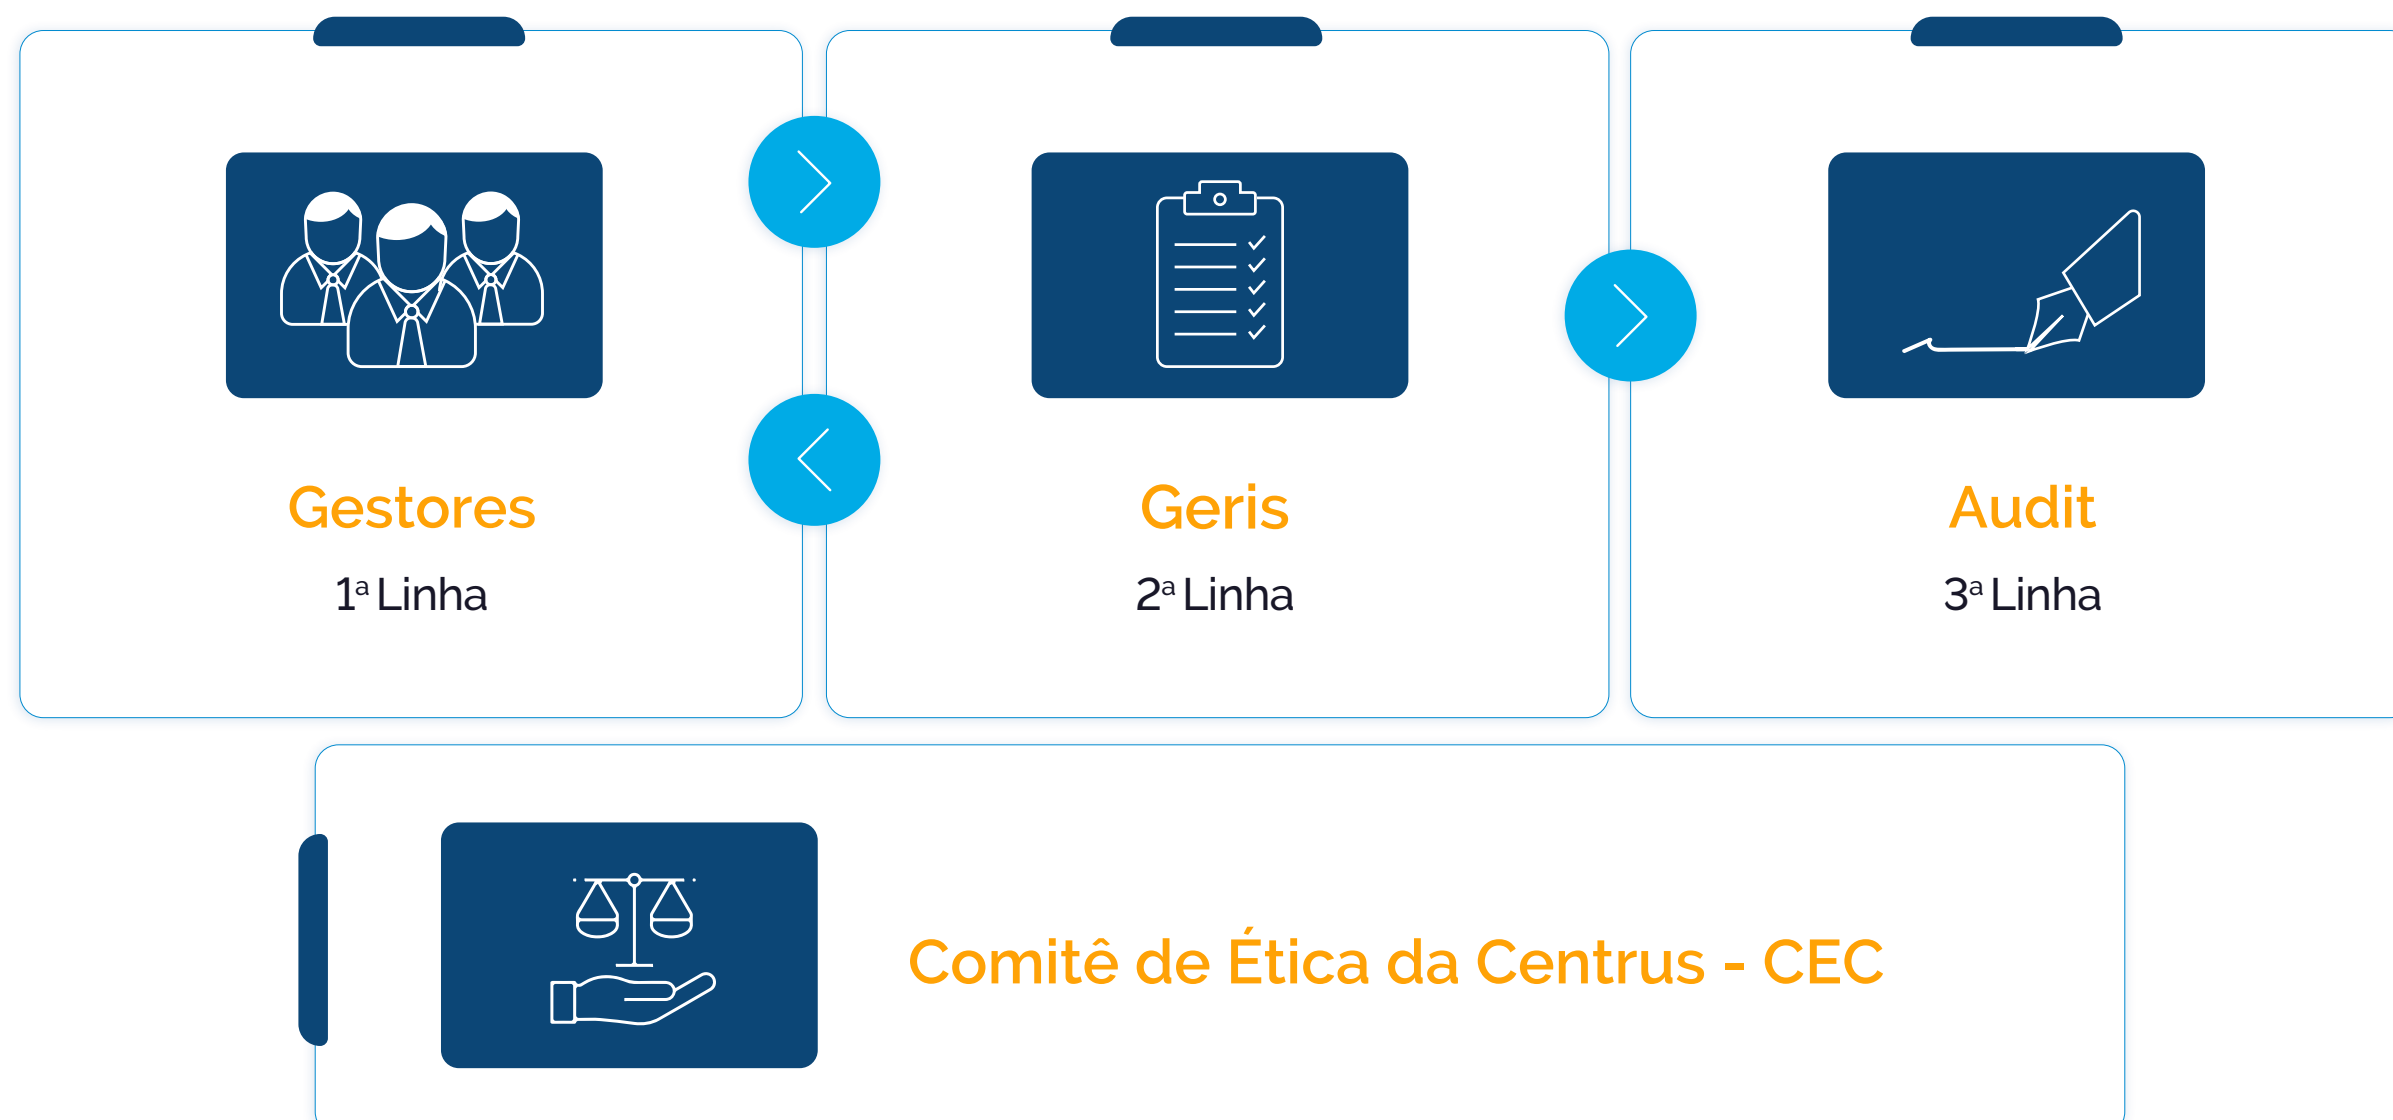 Gestores
1ª Linha
Geris
2ª Linha
Audit
3ª Linha
Comitê de Ética da Centrus - CEC